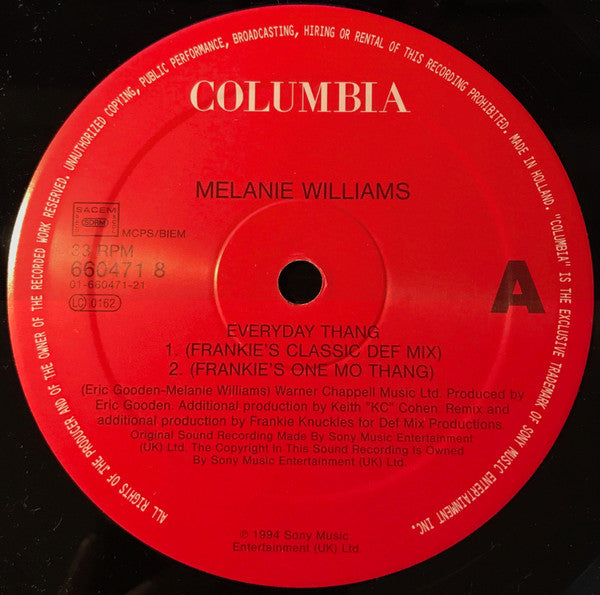 ALL RIGHTS OF THE PRODUCER AND OF THE OWNER OF THE RECORDED WORK RESERVED. UNAUTHORIZED COPYING, PUBLIC PERFORMANCE, BROADCASTING, HIRING OR RENTAL OF THIS RECORDING PROHIBITED. MADE IN HOLLAND. "COLUMBIA" IS THE EXCLUSIVE TRADEMARK OF SONY MUSIC ENTERTAINMENT INC.
COLUMBIA
MELANIE WILLIAMS
SACEM
SDRM
MCPS/BIEM
33 RPM
660471 8
01-660471-21
LC 0162
A
EVERYDAY THANG
1. (FRANKIE'S CLASSIC DEF MIX)
2. (FRANKIE'S ONE MO THANG)
(Eric Gooden-Melanie Williams) Warner Chappell Music Ltd. Produced by
Eric Gooden. Additional production by Keith "KC" Cohen. Remix and
additional production by Frankie Knuckles for Def Mix Productions.
Original Sound Recording Made By Sony Music Entertainment
(UK) Ltd. The Copyright In This Sound Recording Is Owned
By Sony Music Entertainment (UK) Ltd.
© 1994 Sony Music
Entertainment (UK) Ltd.